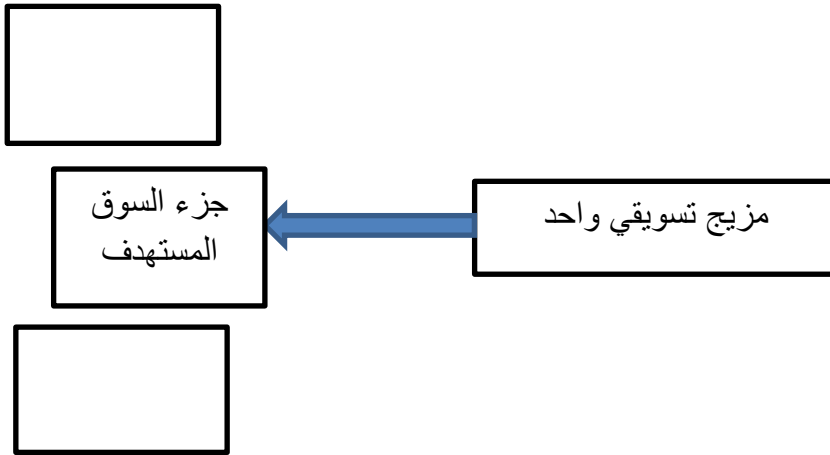 مزيج تسويقي واحد
جزء السوق
المستهدف